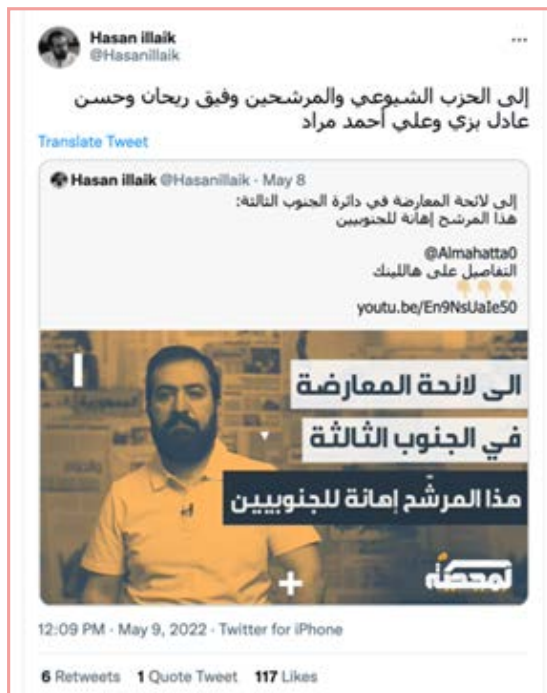 Hasan illaik
@Hasanillaik
...
إلى الحزب الشيوعي والمرشحين وفيق ريحان وحسن
عادل بزي وعلي أحمد مراد
Translate Tweet
Hasan illaik @Hasanillaik · May 8
إلى لائحة المعارضة في دائرة الجنوب الثالثة:
هذا المرشح إهانة للجنوبيين
@Almahatta0
التفاصيل على هاللينك
👇🏼👇🏼👇🏼
youtu.be/En9NsUaIe50
الى لائحة المعارضة
في الجنوب الثالثة
هذا المرشّح إهانة للجنوبيين
المحطة
12:09 PM · May 9, 2022 · Twitter for iPhone
6 Retweets 1 Quote Tweet 117 Likes